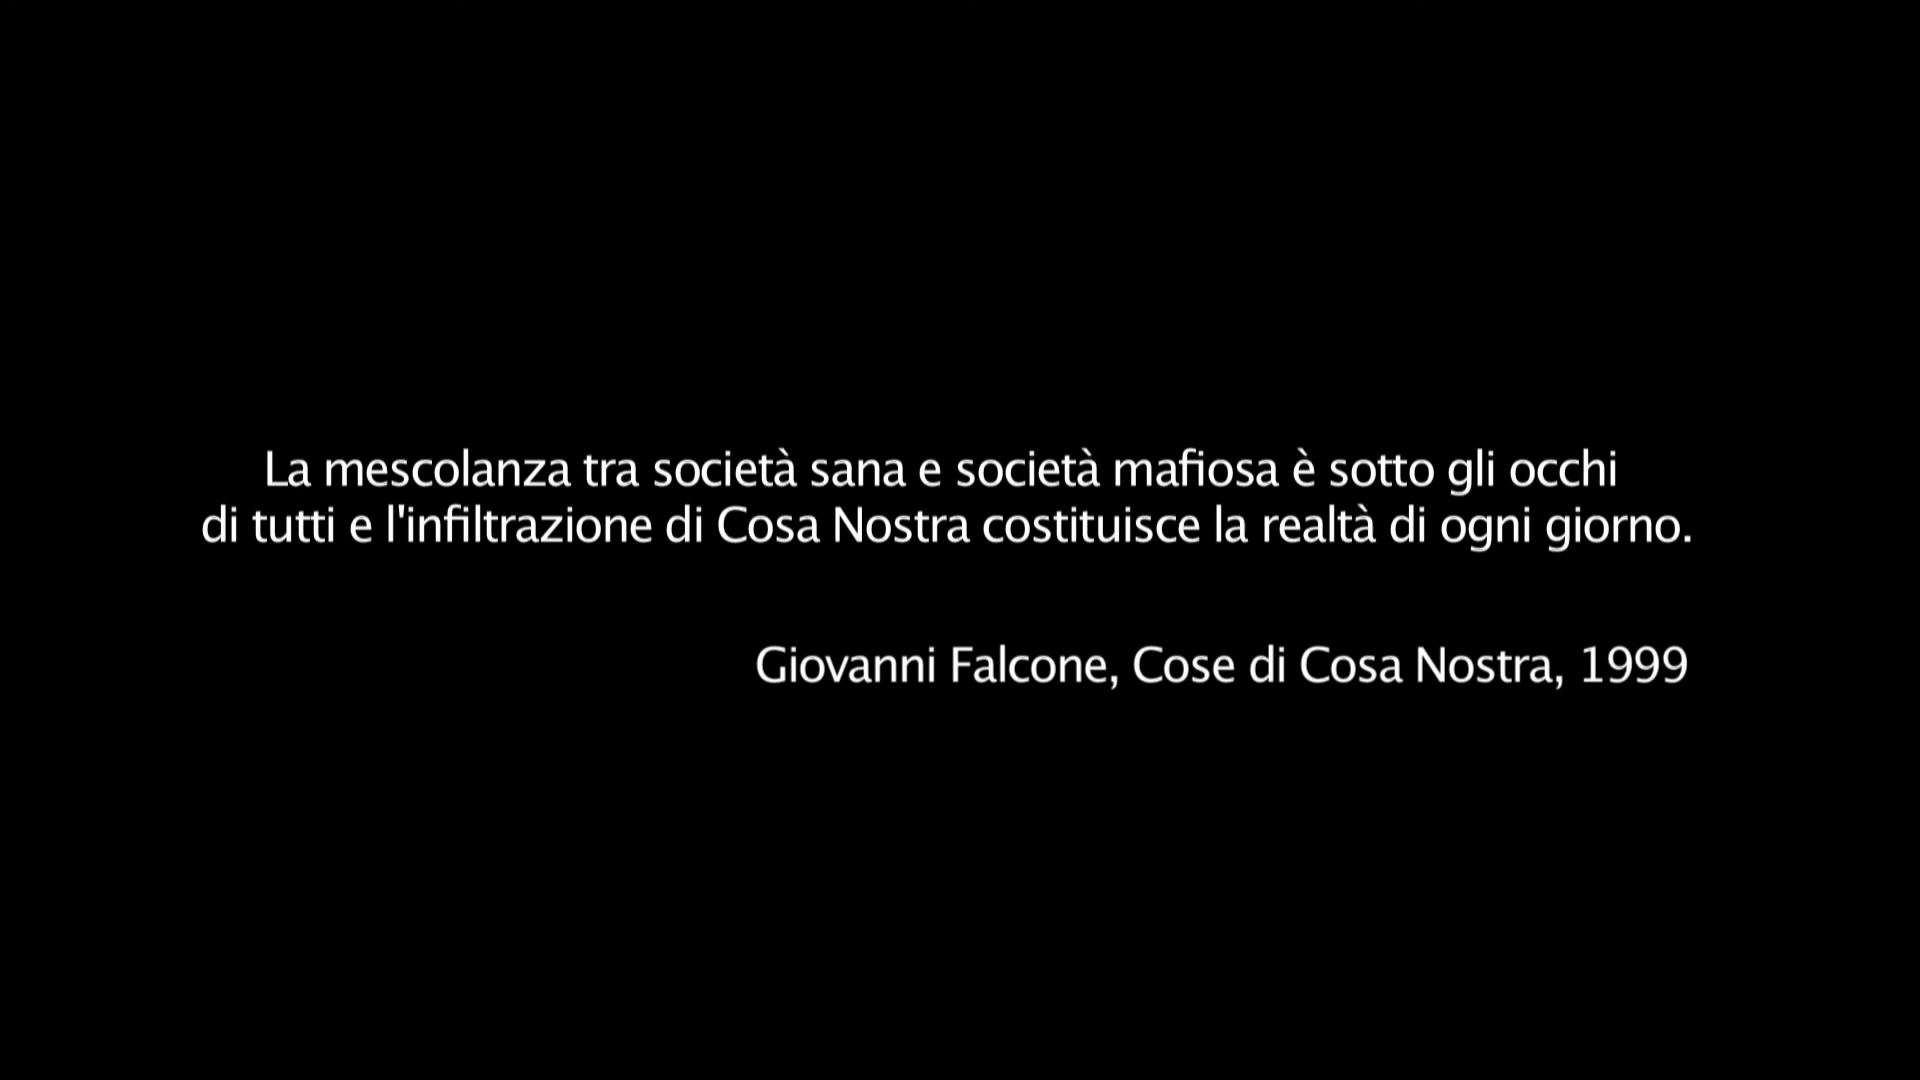 La mescolanza tra società sana e società mafiosa è sotto gli occhi
di tutti e l'infiltrazione di Cosa Nostra costituisce la realtà di ogni giorno.
Giovanni Falcone, Cose di Cosa Nostra, 1999